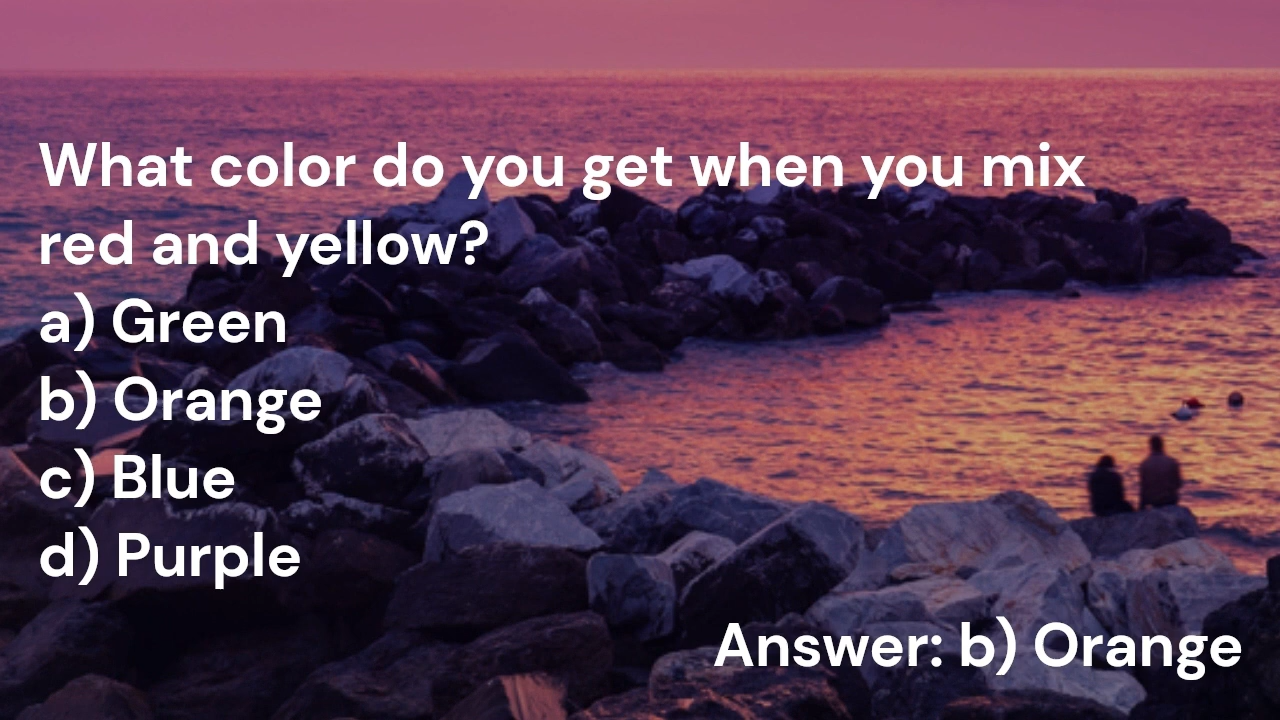 What color do you get when you mix
red and yellow?
a) Green
b) Orange
c) Blue
d) Purple
Answer: b) Orange